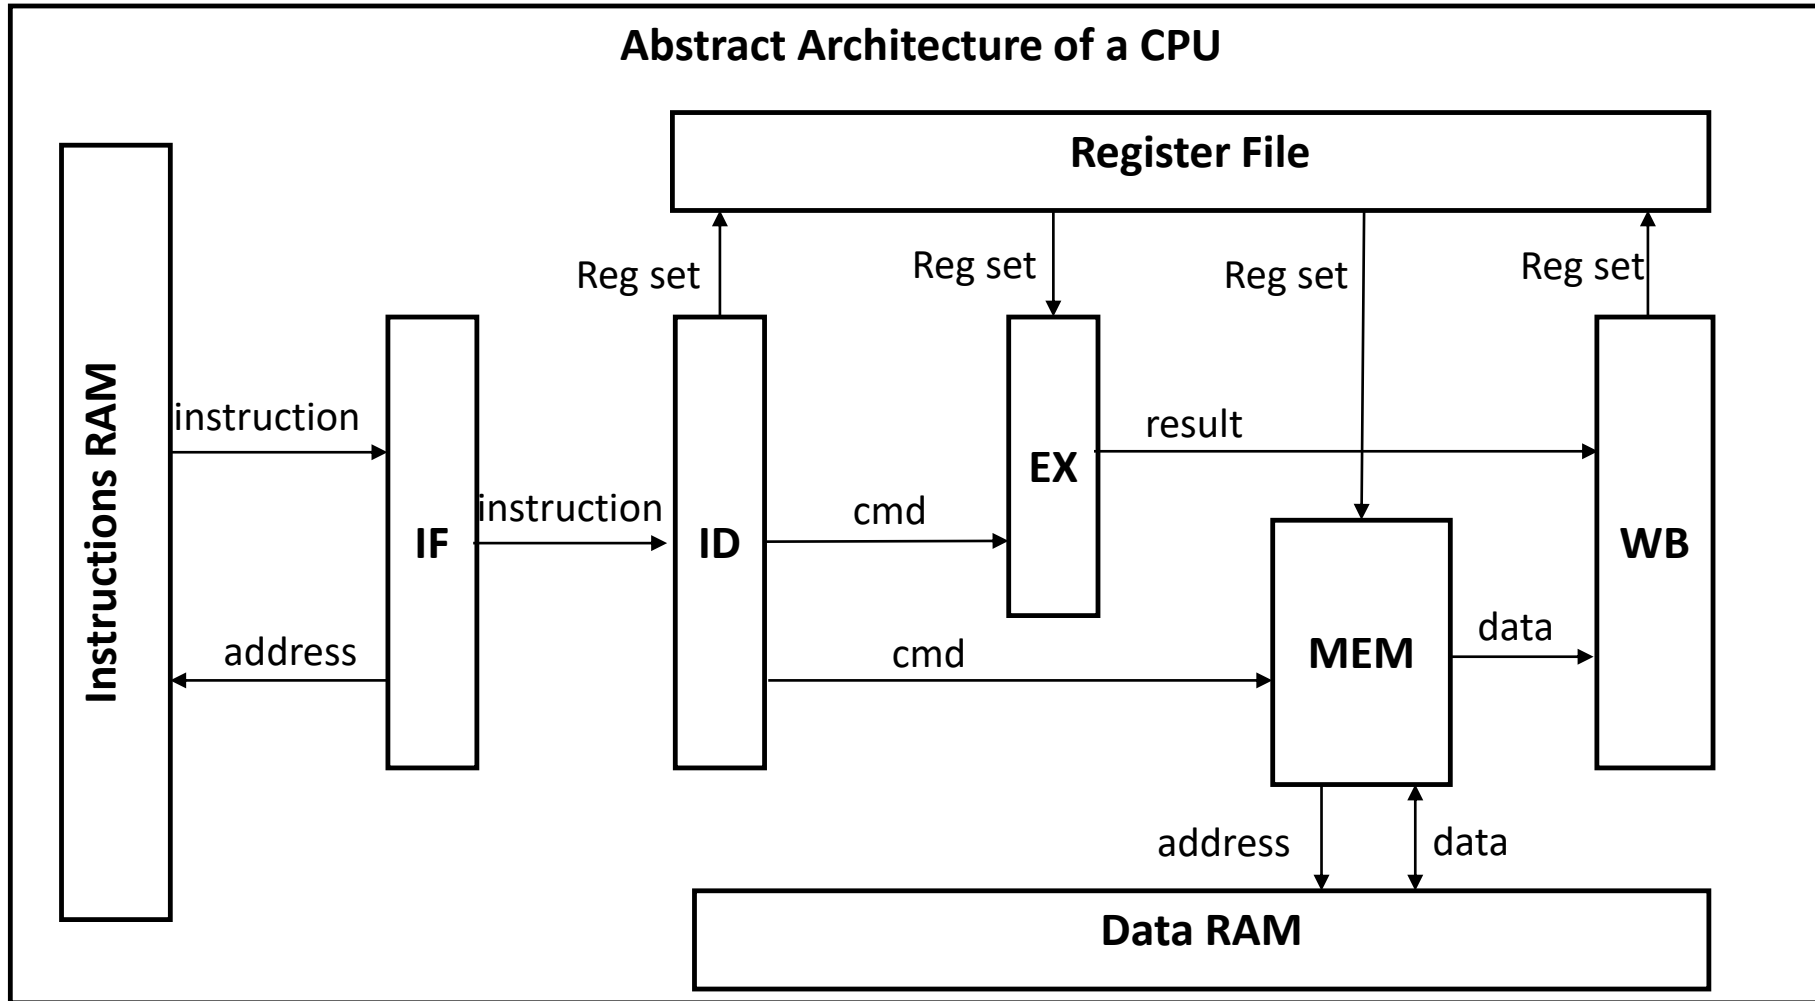 Abstract Architecture of a CPU
Register File
Reg set
Reg set
Reg set
Reg set
Instructions RAM
instruction
address
IF
instruction
ID
cmd
cmd
EX
result
MEM
data
WB
address
data
Data RAM